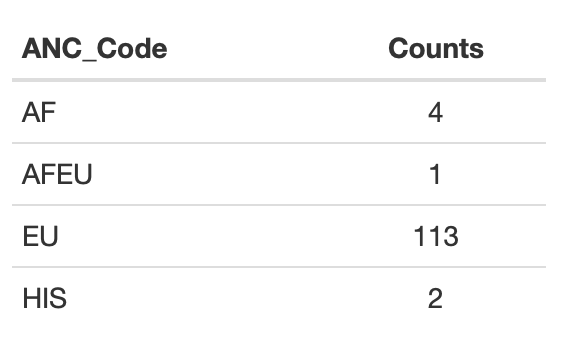 ANC_Code Counts
AF 4
AFEU 1
EU 113
HIS 2